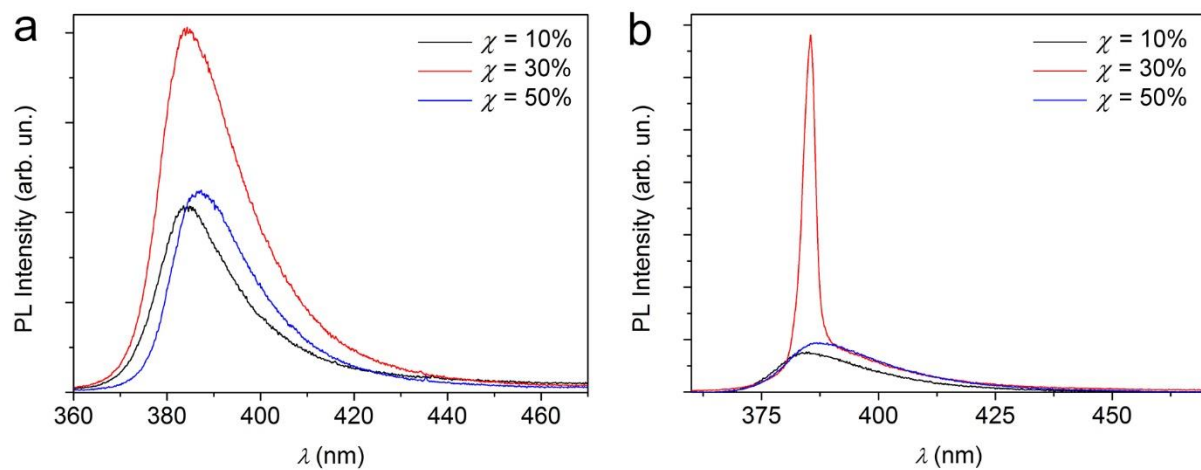 a
χ = 10%
χ = 30%
χ = 50%
PL Intensity (arb. un.)
360 380 400 420 440 460
λ (nm)
b
χ = 10%
χ = 30%
χ = 50%
PL Intensity (arb. un.)
375 400 425 450
λ (nm)